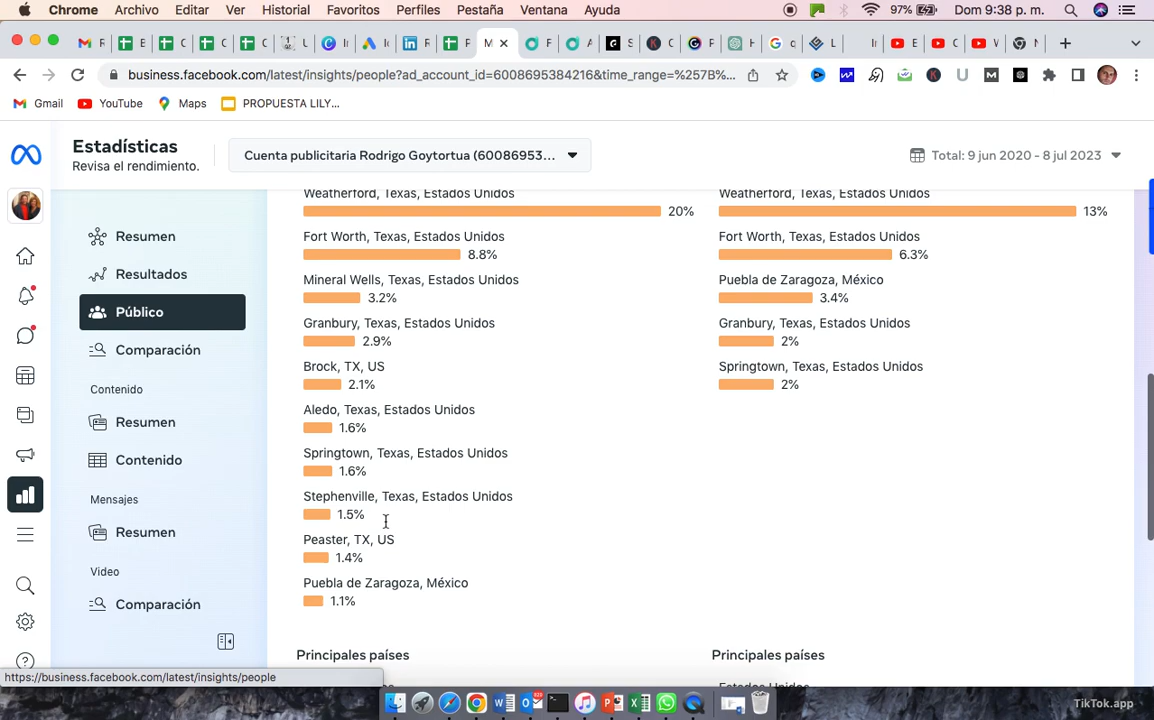 Chrome Archivo Editar Ver Historial Favoritos Perfiles Pestaña Ventana Ayuda 97% Dom 9:38 p. m.
business.facebook.com/latest/insights/people?ad_account_id=6008695384216&time_range=%257B%...
Gmail YouTube Maps PROPUESTA LILY...
Estadísticas
Revisa el rendimiento.
Cuenta publicitaria Rodrigo Goytortua (60086953...
Total: 9 jun 2020 - 8 jul 2023
Resumen
Resultados
Público
Comparación
Contenido
Resumen
Contenido
Mensajes
Resumen
Video
Comparación
Weatherford, Texas, Estados Unidos
20%
Fort Worth, Texas, Estados Unidos
8.8%
Mineral Wells, Texas, Estados Unidos
3.2%
Granbury, Texas, Estados Unidos
2.9%
Brock, TX, US
2.1%
Aledo, Texas, Estados Unidos
1.6%
Springtown, Texas, Estados Unidos
1.6%
Stephenville, Texas, Estados Unidos
1.5%
Peaster, TX, US
1.4%
Puebla de Zaragoza, México
1.1%
Principales países
Weatherford, Texas, Estados Unidos
13%
Fort Worth, Texas, Estados Unidos
6.3%
Puebla de Zaragoza, México
3.4%
Granbury, Texas, Estados Unidos
2%
Springtown, Texas, Estados Unidos
2%
Principales países
https://business.facebook.com/latest/insights/people
TikTok.app